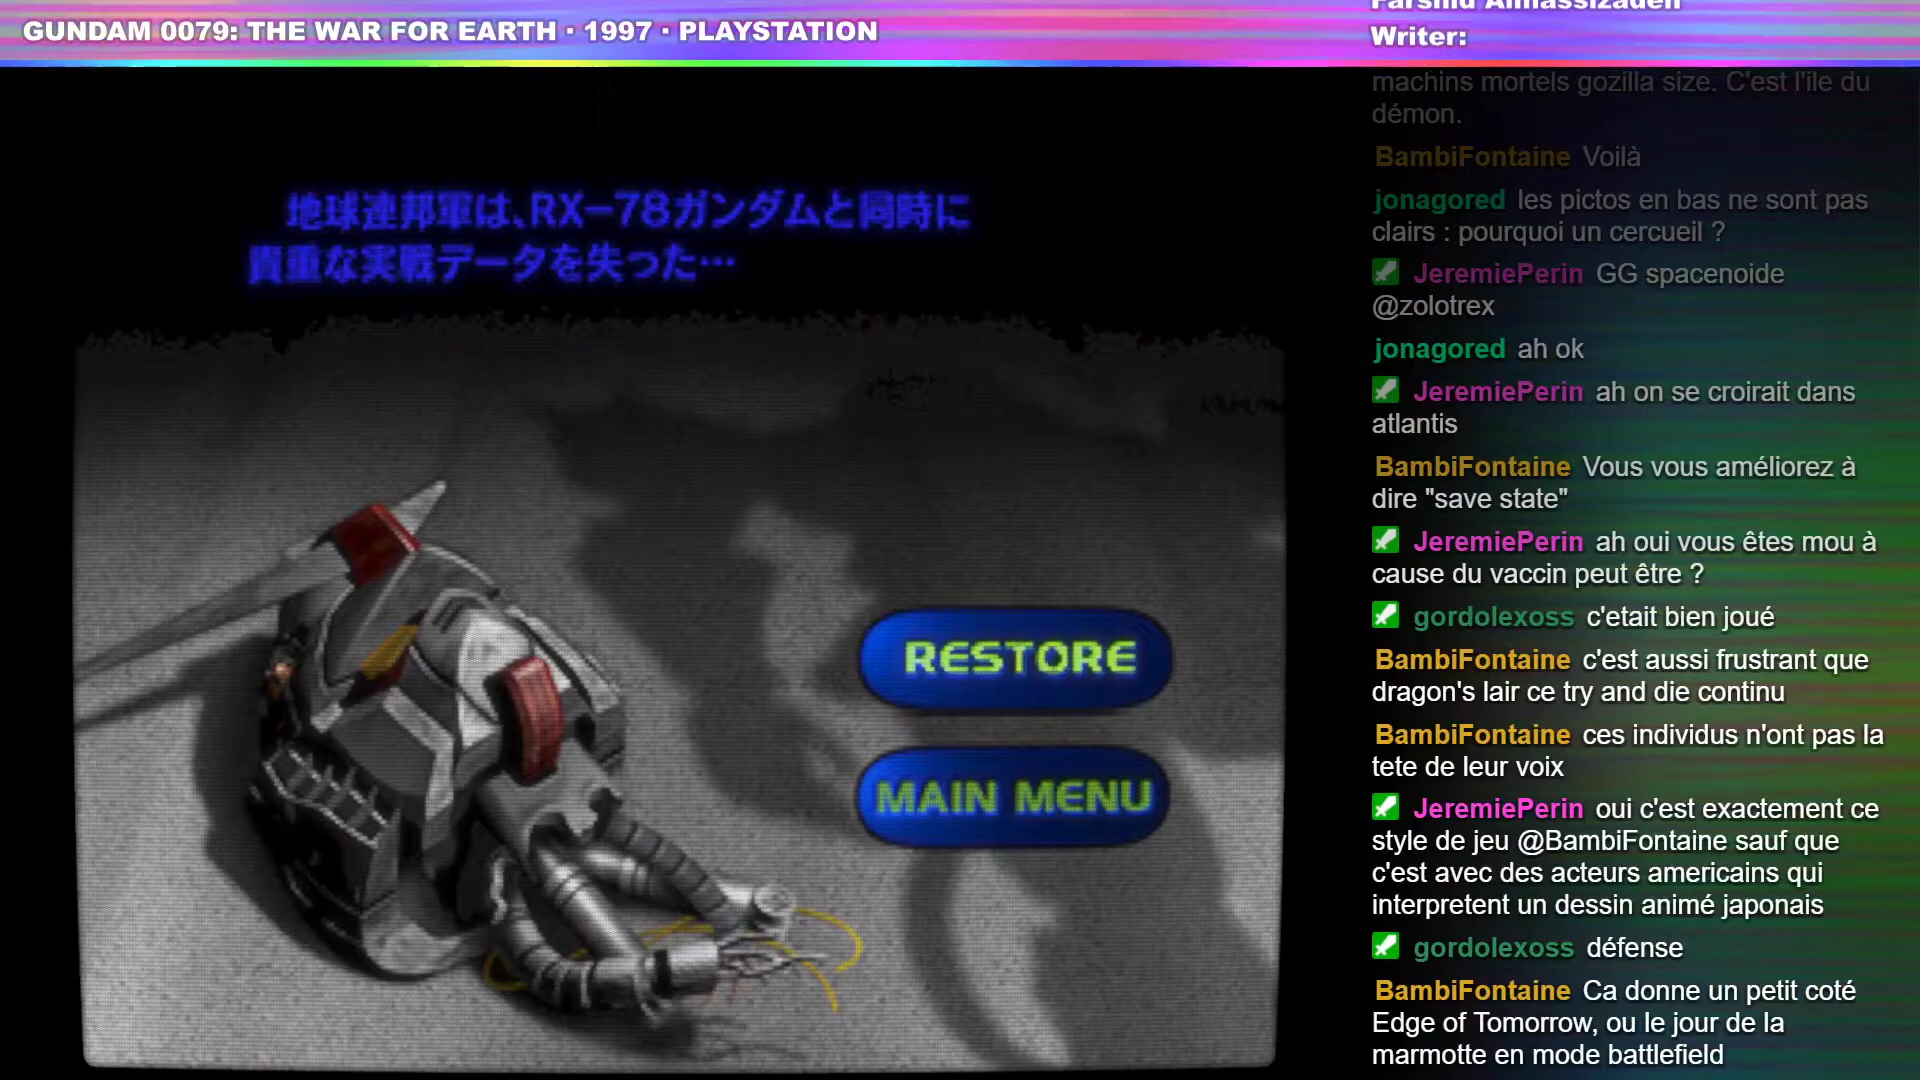 GUNDAM 0079: THE WAR FOR EARTH · 1997 · PLAYSTATION
Farshid Almassizadeh
Writer:
地球連邦軍は、RX−78ガンダムと同時に
貴重な実戦データを失った…
RESTORE
MAIN MENU
machins mortels gozilla size. C'est l'île du
démon.
BambiFontaine Voilà
jonagored les pictos en bas ne sont pas
clairs : pourquoi un cercueil ?
JeremiePerin GG spacenoide
@zolotrex
jonagored ah ok
JeremiePerin ah on se croirait dans
atlantis
BambiFontaine Vous vous améliorez à
dire "save state"
JeremiePerin ah oui vous êtes mou à
cause du vaccin peut être ?
gordolexoss c'etait bien joué
BambiFontaine c'est aussi frustrant que
dragon's lair ce try and die continu
BambiFontaine ces individus n'ont pas la
tete de leur voix
JeremiePerin oui c'est exactement ce
style de jeu @BambiFontaine sauf que
c'est avec des acteurs americains qui
interpretent un dessin animé japonais
gordolexoss défense
BambiFontaine Ca donne un petit coté
Edge of Tomorrow, ou le jour de la
marmotte en mode battlefield